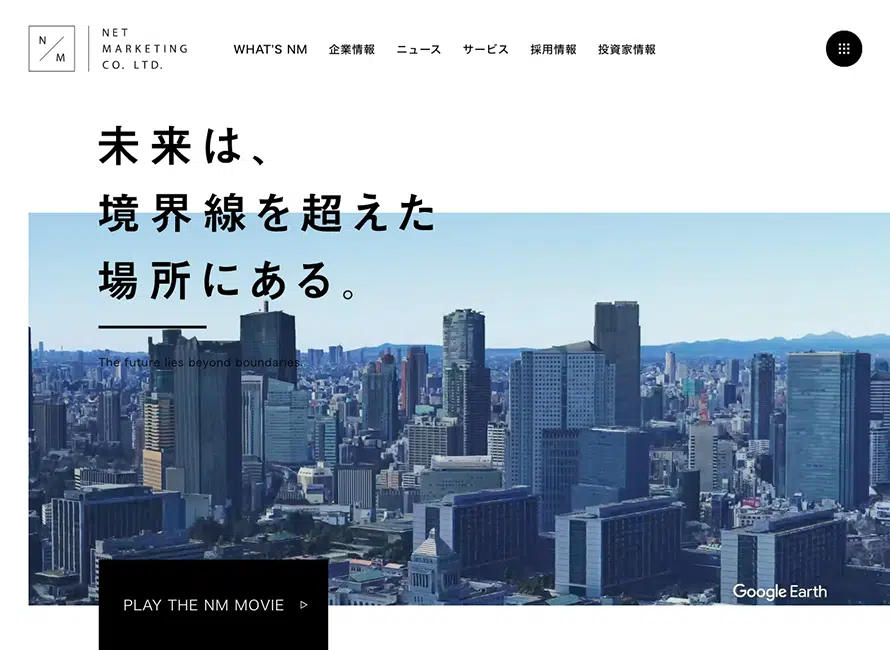 N
M
NET
MARKETING
CO. LTD.
WHAT'S NM 企業情報 ニュース サービス 採用情報 投資家情報
未来は、
境界線を超えた
場所にある。
The future lies beyond boundaries.
PLAY THE NM MOVIE
Google Earth